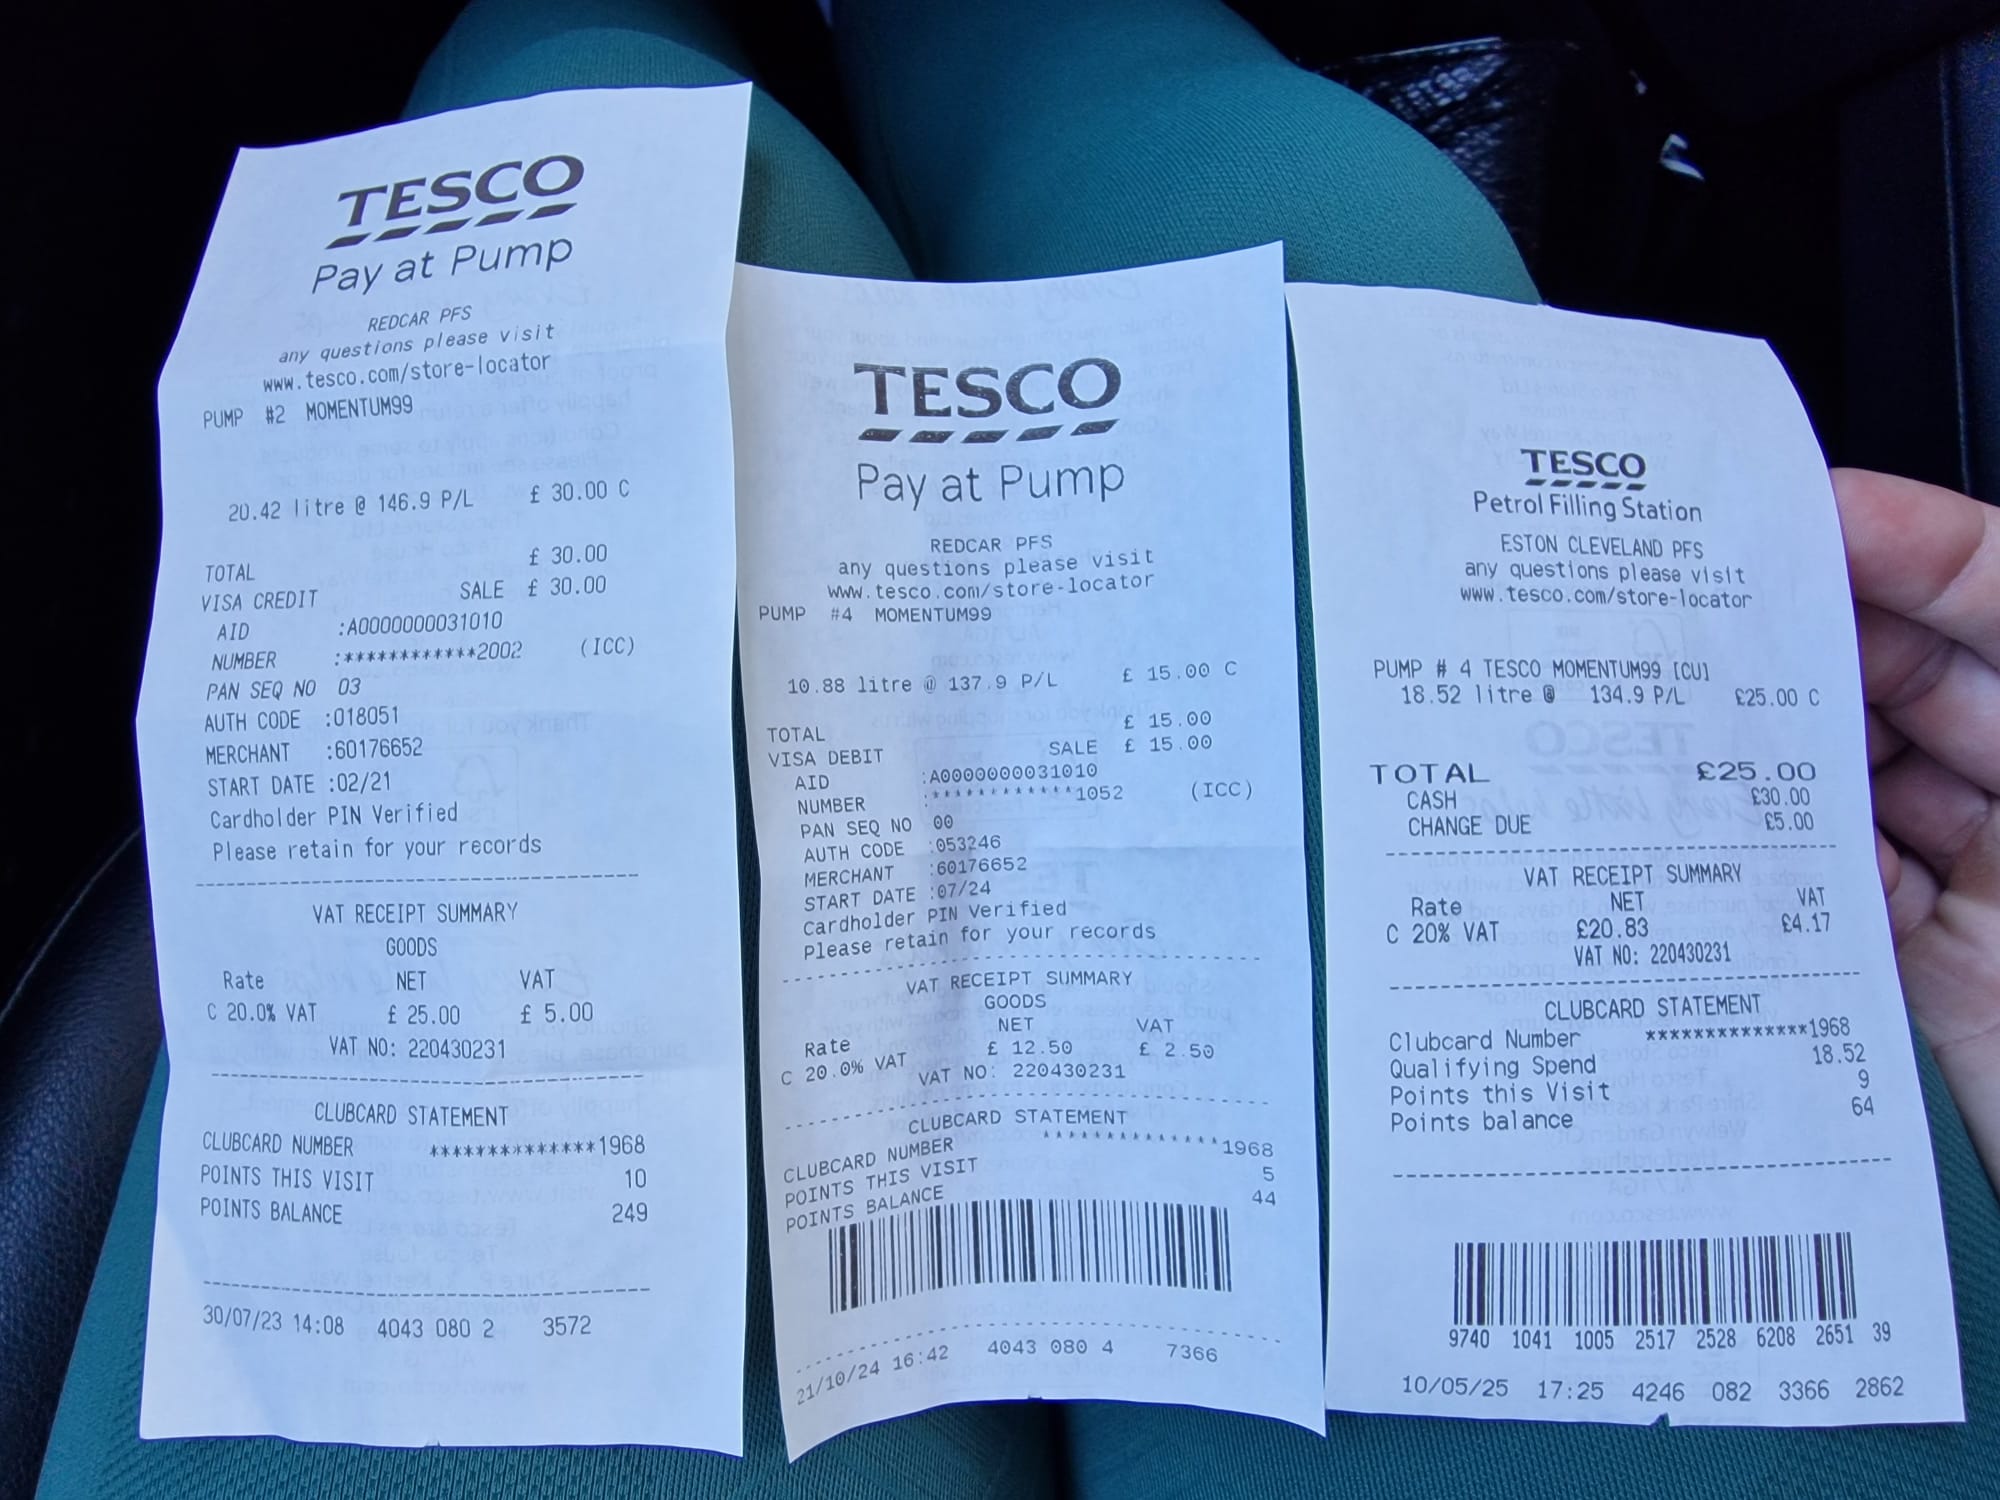 TESCO
Pay at Pump
REDCAR PFS
any questions please visit
www.tesco.com/store-locator
PUMP #2 MOMENTUM99
20.42 litre @ 146.9 P/L £ 30.00 C
TOTAL £ 30.00
VISA CREDIT SALE £ 30.00
AID :A0000000031010
NUMBER :************2002 (ICC)
PAN SEQ NO 03
AUTH CODE :018051
MERCHANT :60176652
START DATE :02/21
Cardholder PIN Verified
Please retain for your records
VAT RECEIPT SUMMARY
GOODS
Rate NET VAT
C 20.0% VAT £ 25.00 £ 5.00
VAT NO: 220430231
CLUBCARD STATEMENT
CLUBCARD NUMBER **************1968
POINTS THIS VISIT 10
POINTS BALANCE 249
30/07/23 14:08 4043 080 2 3572
TESCO
Pay at Pump
REDCAR PFS
any questions please visit
www.tesco.com/store-locator
PUMP #4 MOMENTUM99
10.88 litre @ 137.9 P/L £ 15.00 C
TOTAL £ 15.00
VISA DEBIT SALE £ 15.00
AID :A0000000031010
NUMBER :************1052 (ICC)
PAN SEQ NO 00
AUTH CODE :053246
MERCHANT :60176652
START DATE :07/24
Cardholder PIN Verified
Please retain for your records
VAT RECEIPT SUMMARY
GOODS
Rate NET VAT
C 20.0% VAT £ 12.50 £ 2.50
VAT NO: 220430231
CLUBCARD STATEMENT
CLUBCARD NUMBER **************1968
POINTS THIS VISIT 5
POINTS BALANCE 44
21/10/24 16:42 4043 080 4 7366
TESCO
Petrol Filling Station
ESTON CLEVELAND PFS
any questions please visit
www.tesco.com/store-locator
PUMP # 4 TESCO MOMENTUM99 [CU]
18.52 litre @ 134.9 P/L £25.00 C
TOTAL £25.00
CASH £30.00
CHANGE DUE £5.00
VAT RECEIPT SUMMARY
Rate NET VAT
C 20% VAT £20.83 £4.17
VAT NO: 220430231
CLUBCARD STATEMENT
Clubcard Number **************1968
Qualifying Spend 18.52
Points this Visit 9
Points balance 64
9740 1041 1005 2517 2528 6208 2651 39
10/05/25 17:25 4246 082 3366 2862